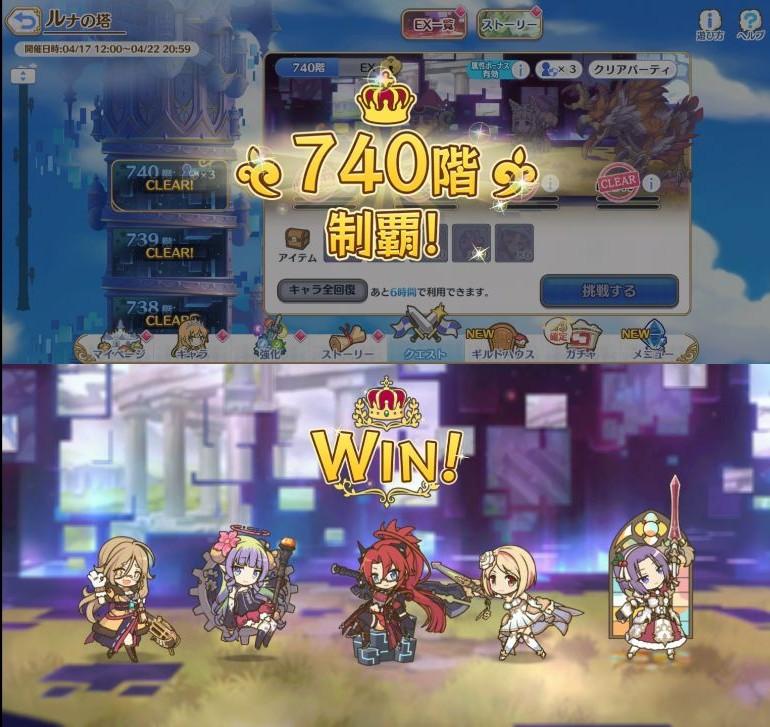 ルナの塔
EX一覧
ストーリー
遊び方
ヘルプ
開催日時:04/17 12:00~04/22 20:59
740階
EX
属性ボーナス
有効
× 3
クリアパーティ
740階
×3
CLEAR!
740階
制覇!
CLEAR
739階
CLEAR!
アイテム
738階
CLEAR!
キャラ全回復
あと6時間で利用できます。
挑戦する
マイページ
キャラ
強化
ストーリー
クエスト
NEW
ギルドハウス
確定
ガチャ
NEW
メニュー
WIN!